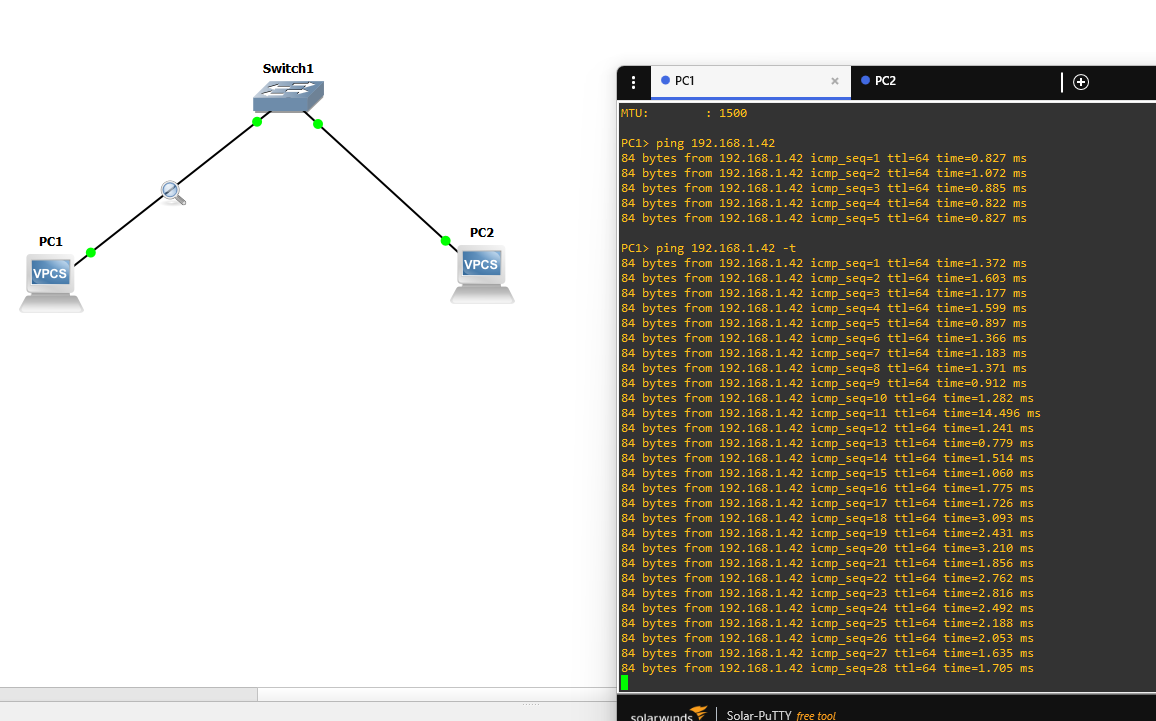 Switch1
PC1
VPCS
PC2
VPCS
PC1 × PC2
MTU:        : 1500
PC1> ping 192.168.1.42
84 bytes from 192.168.1.42 icmp_seq=1 ttl=64 time=0.827 ms
84 bytes from 192.168.1.42 icmp_seq=2 ttl=64 time=1.072 ms
84 bytes from 192.168.1.42 icmp_seq=3 ttl=64 time=0.885 ms
84 bytes from 192.168.1.42 icmp_seq=4 ttl=64 time=0.822 ms
84 bytes from 192.168.1.42 icmp_seq=5 ttl=64 time=0.827 ms
PC1> ping 192.168.1.42 -t
84 bytes from 192.168.1.42 icmp_seq=1 ttl=64 time=1.372 ms
84 bytes from 192.168.1.42 icmp_seq=2 ttl=64 time=1.603 ms
84 bytes from 192.168.1.42 icmp_seq=3 ttl=64 time=1.177 ms
84 bytes from 192.168.1.42 icmp_seq=4 ttl=64 time=1.599 ms
84 bytes from 192.168.1.42 icmp_seq=5 ttl=64 time=0.897 ms
84 bytes from 192.168.1.42 icmp_seq=6 ttl=64 time=1.366 ms
84 bytes from 192.168.1.42 icmp_seq=7 ttl=64 time=1.183 ms
84 bytes from 192.168.1.42 icmp_seq=8 ttl=64 time=1.371 ms
84 bytes from 192.168.1.42 icmp_seq=9 ttl=64 time=0.912 ms
84 bytes from 192.168.1.42 icmp_seq=10 ttl=64 time=1.282 ms
84 bytes from 192.168.1.42 icmp_seq=11 ttl=64 time=14.496 ms
84 bytes from 192.168.1.42 icmp_seq=12 ttl=64 time=1.241 ms
84 bytes from 192.168.1.42 icmp_seq=13 ttl=64 time=0.779 ms
84 bytes from 192.168.1.42 icmp_seq=14 ttl=64 time=1.514 ms
84 bytes from 192.168.1.42 icmp_seq=15 ttl=64 time=1.060 ms
84 bytes from 192.168.1.42 icmp_seq=16 ttl=64 time=1.775 ms
84 bytes from 192.168.1.42 icmp_seq=17 ttl=64 time=1.726 ms
84 bytes from 192.168.1.42 icmp_seq=18 ttl=64 time=3.093 ms
84 bytes from 192.168.1.42 icmp_seq=19 ttl=64 time=2.431 ms
84 bytes from 192.168.1.42 icmp_seq=20 ttl=64 time=3.210 ms
84 bytes from 192.168.1.42 icmp_seq=21 ttl=64 time=1.856 ms
84 bytes from 192.168.1.42 icmp_seq=22 ttl=64 time=2.762 ms
84 bytes from 192.168.1.42 icmp_seq=23 ttl=64 time=2.816 ms
84 bytes from 192.168.1.42 icmp_seq=24 ttl=64 time=2.492 ms
84 bytes from 192.168.1.42 icmp_seq=25 ttl=64 time=2.188 ms
84 bytes from 192.168.1.42 icmp_seq=26 ttl=64 time=2.053 ms
84 bytes from 192.168.1.42 icmp_seq=27 ttl=64 time=1.635 ms
84 bytes from 192.168.1.42 icmp_seq=28 ttl=64 time=1.705 ms
solarwinds | Solar-PuTTY free tool